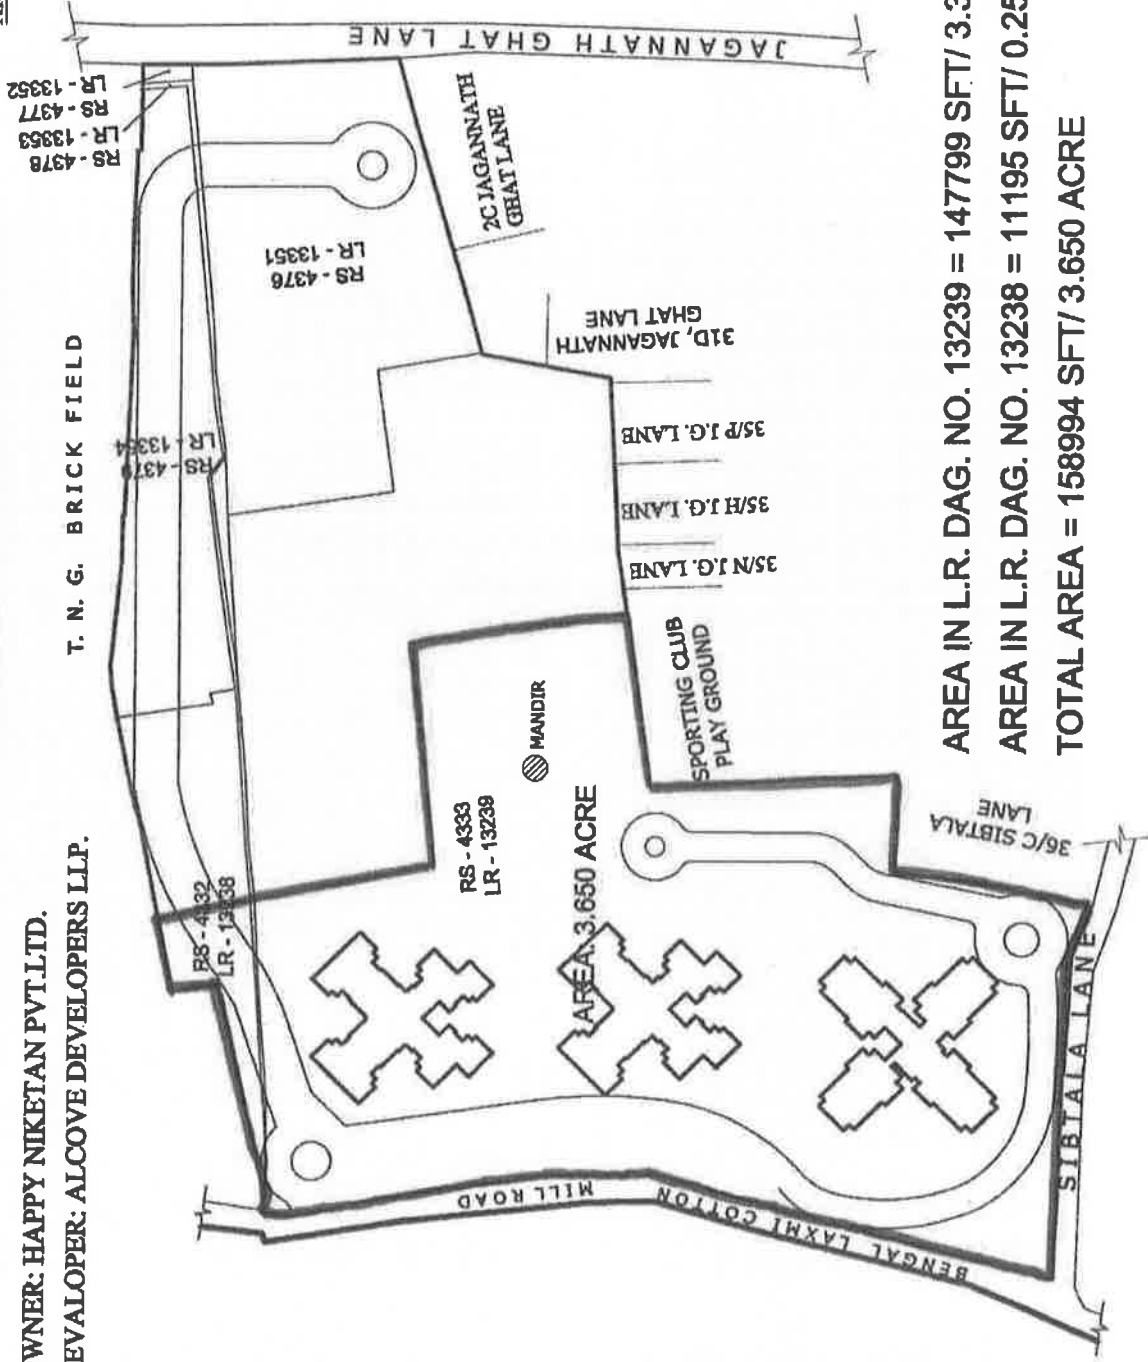 WNER: HAPPY NIKETAN PVT.LTD.
EVALOPER: ALCOVE DEVELOPERS LLP.
T. N. G. BRICK FIELD
JAGANNATH GHAT LANE
LR - 13352
RS - 4377
LR - 13353
RS - 4378
2C JAGANNATH
GHAT LANE
RS - 4376
LR - 13351
31D, JAGANNATH
GHAT LANE
RS - 4379
LR - 13354
35/P J.G. LANE
35/H J.G. LANE
35/N J.G. LANE
SPORTING CLUB
PLAY GROUND
MANDIR
RS - 4333
LR - 13239
AREA: 3.650 ACRE
RS - 4332
LR - 13238
36/C SIBTALA
LANE
SIBTALA LANE
BENGAL LAXMI COTTON MILL ROAD
AREA IN L.R. DAG. NO. 13239 = 147799 SFT/ 3.3
AREA IN L.R. DAG. NO. 13238 = 11195 SFT/ 0.25
TOTAL AREA = 158994 SFT/ 3.650 ACRE